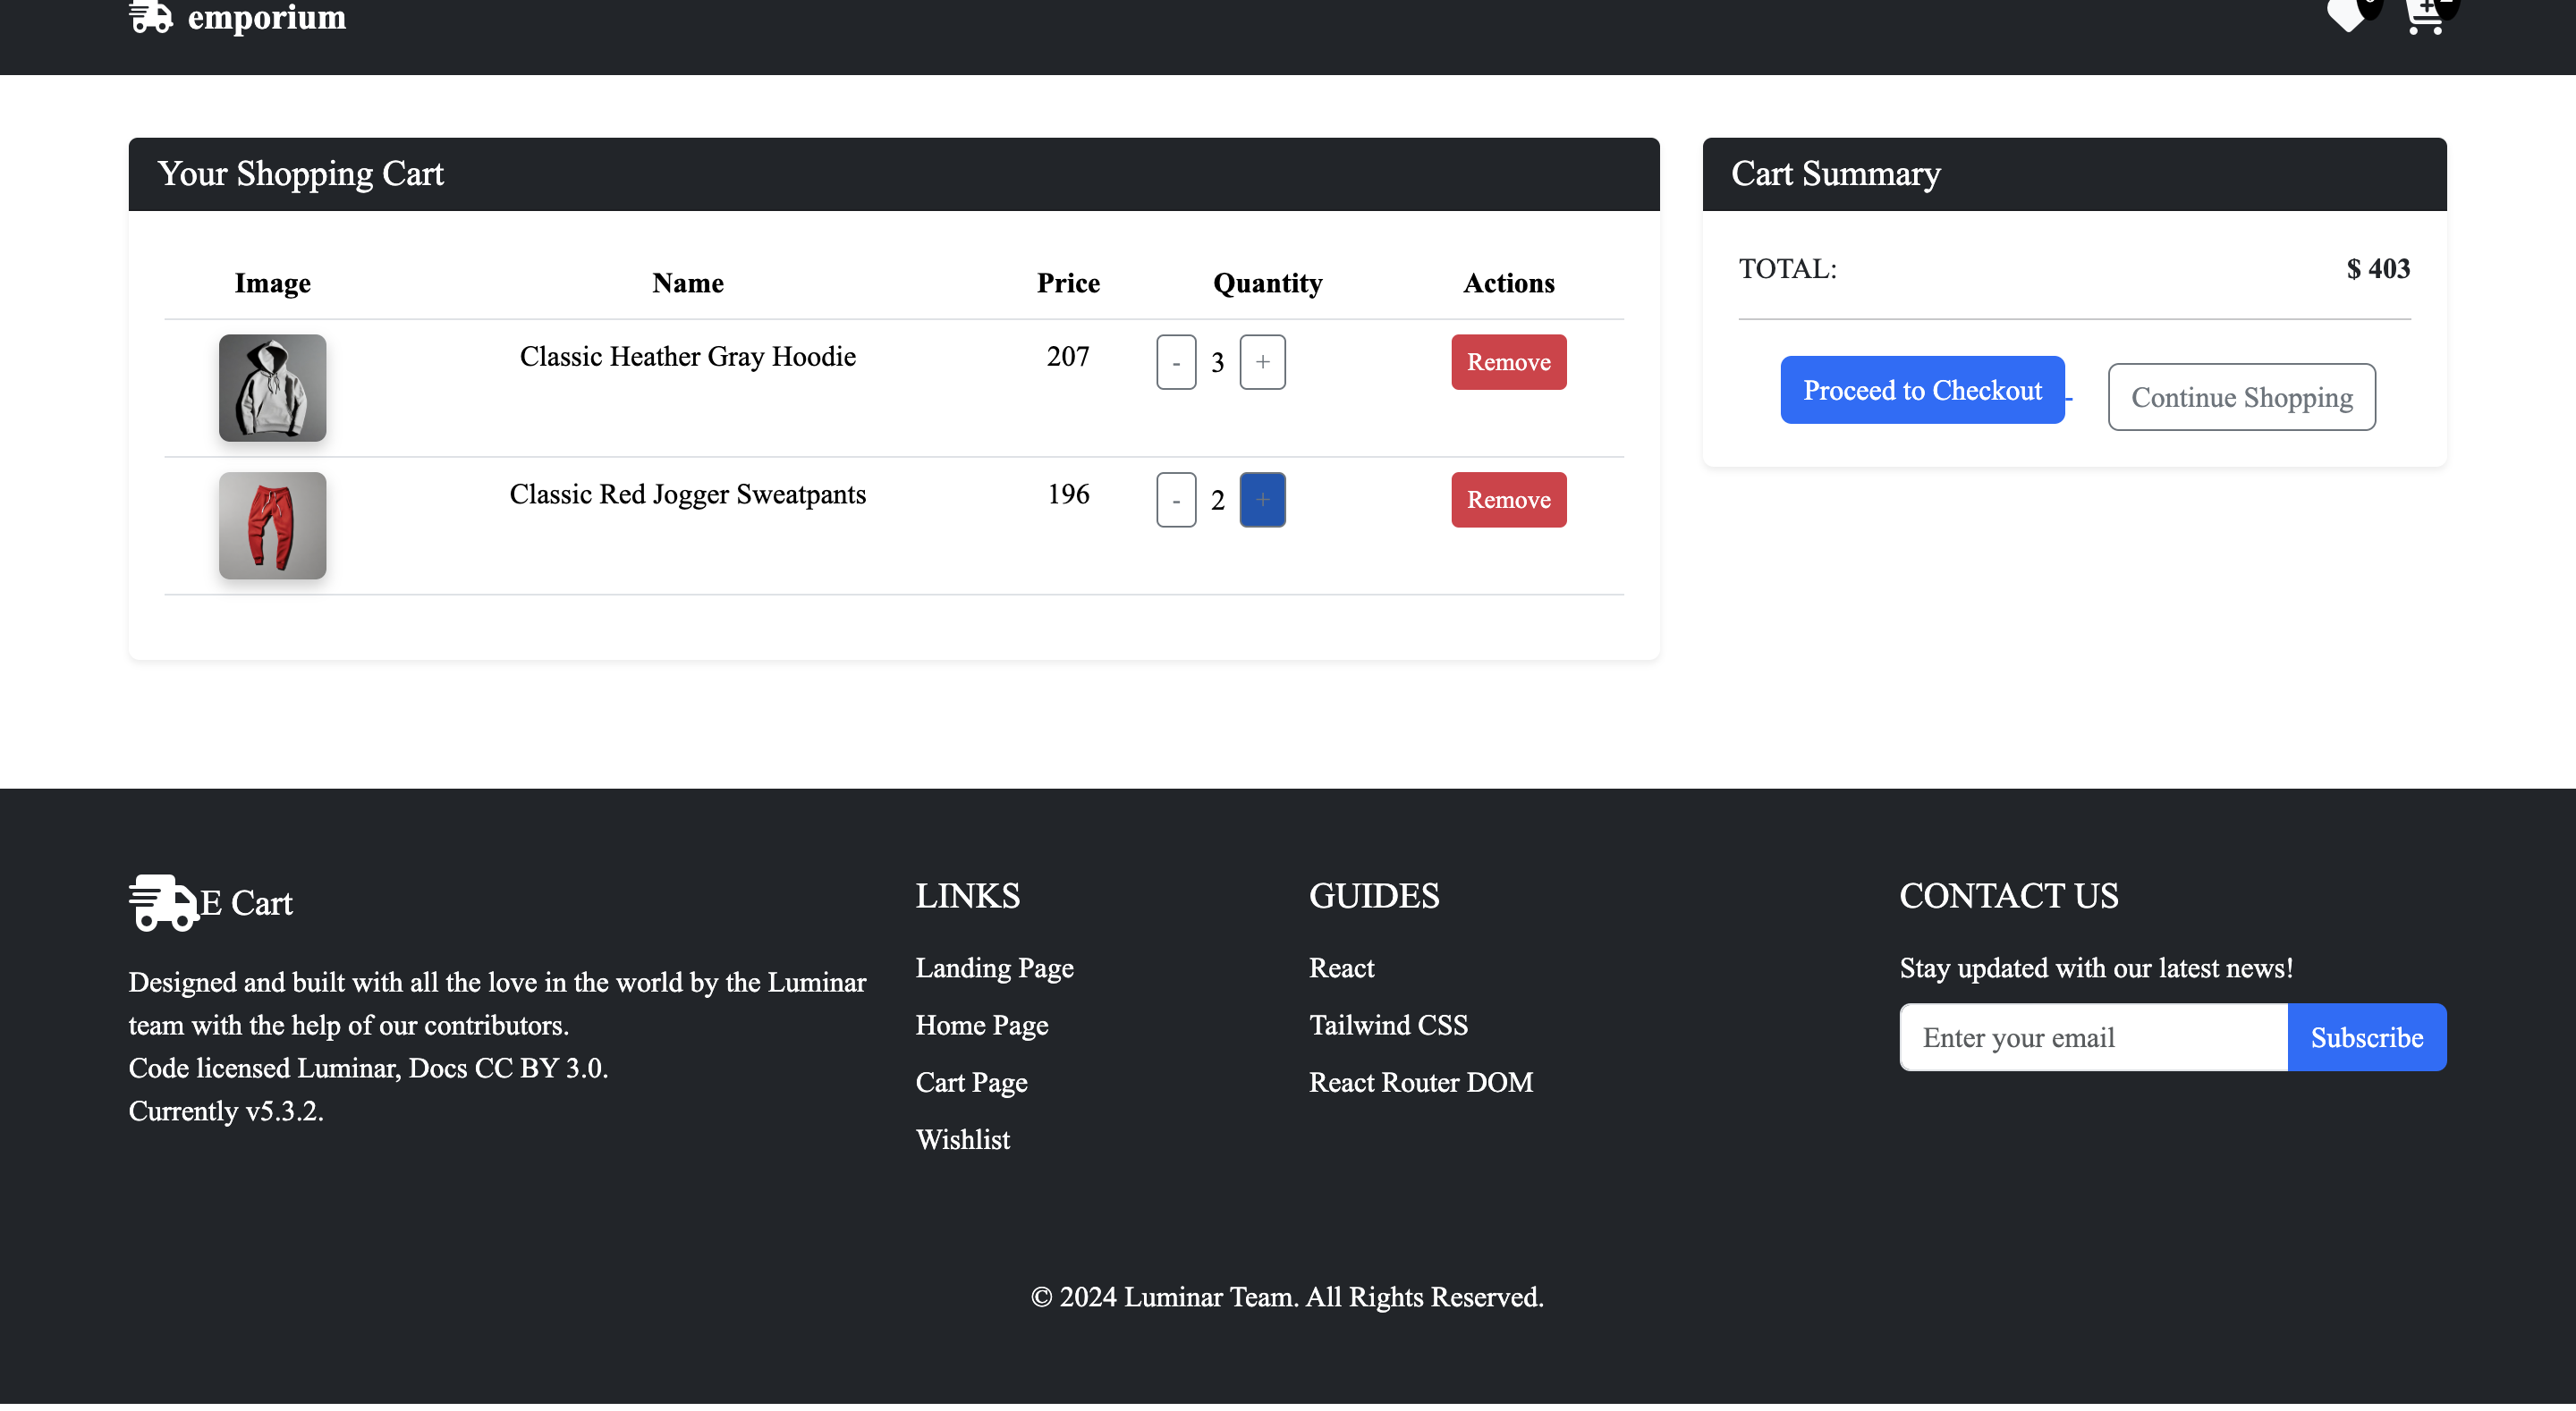 emporium
Your Shopping Cart
Cart Summary
Image Name Price Quantity Actions
TOTAL: $ 403
Classic Heather Gray Hoodie 207 - 3 + Remove
Proceed to Checkout Continue Shopping
Classic Red Jogger Sweatpants 196 - 2 + Remove
E Cart
Designed and built with all the love in the world by the Luminar
team with the help of our contributors.
Code licensed Luminar, Docs CC BY 3.0.
Currently v5.3.2.
LINKS
Landing Page
Home Page
Cart Page
Wishlist
GUIDES
React
Tailwind CSS
React Router DOM
CONTACT US
Stay updated with our latest news!
Enter your email Subscribe
© 2024 Luminar Team. All Rights Reserved.